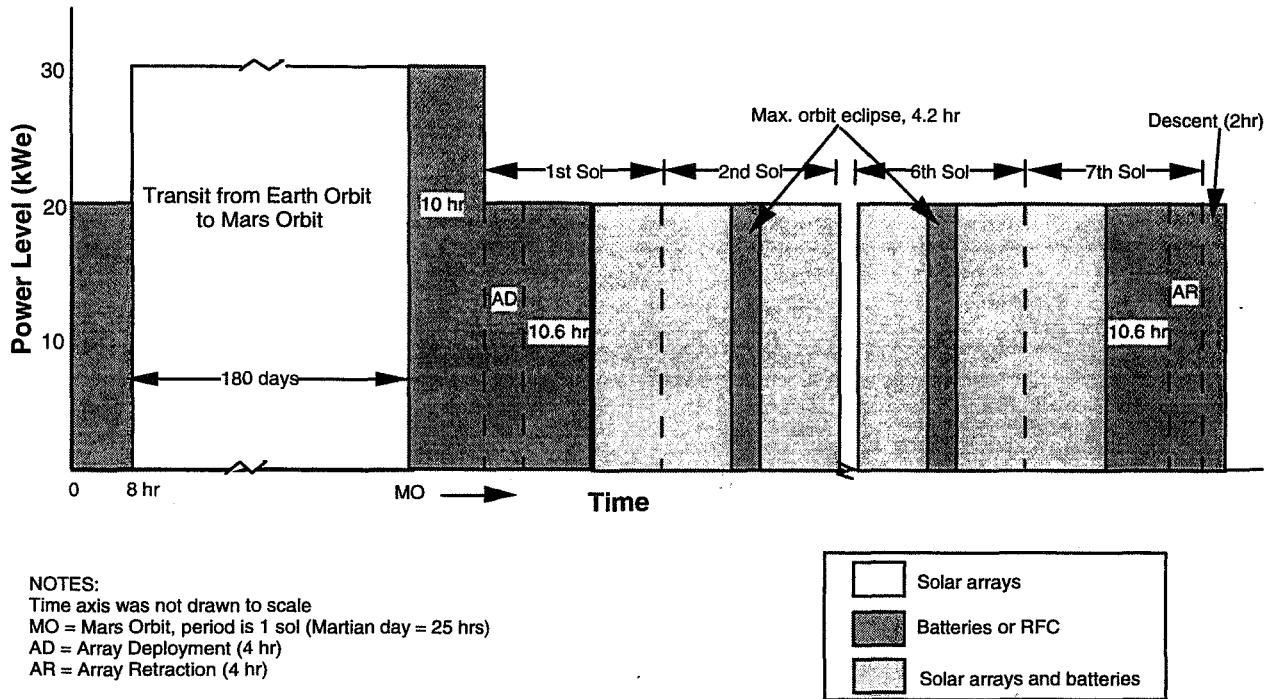 Power Level (kWe)
30
20
10
Transit from Earth Orbit
to Mars Orbit
180 days
10 hr
AD
10.6 hr
1st Sol
2nd Sol
Max. orbit eclipse, 4.2 hr
6th Sol
7th Sol
Descent (2hr)
10.6 hr
AR
0
8 hr
MO
Time
NOTES:
Time axis was not drawn to scale
MO = Mars Orbit, period is 1 sol (Martian day = 25 hrs)
AD = Array Deployment (4 hr)
AR = Array Retraction (4 hr)
Solar arrays
Batteries or RFC
Solar arrays and batteries